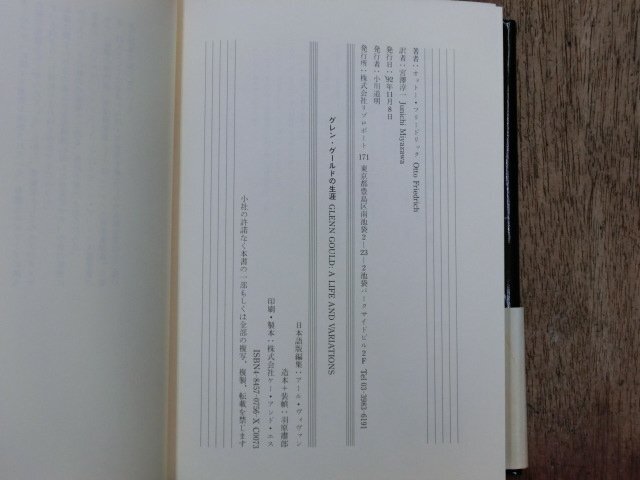 著者：オットー・フリードリック Otto Friedrich
訳者：宮澤淳一 Junichi Miyazawa
発行日：'92年11月8日
発行者：小川道明
発行所：株式会社リブロポート 171 東京都豊島区南池袋2―23―2池袋パークサイドビル2F Tel 03-3983-6191
グレン・グールドの生涯 GLENN GOULD: A LIFE AND VARIATIONS
日本語版編集：アール・ヴィヴァン
造本+装幀：羽原肅郎
印刷・製本：株式会社ケー・アンド・エス
ISBN4-8457-0756-X C0073
小社の許諾なく本書の一部もしくは全部の複写、複製、転載を禁じます